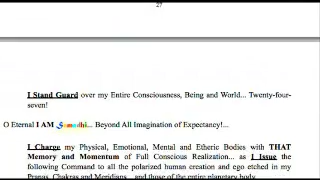 27
I Stand Guard over my Entire Consciousness, Being and World... Twenty-four-
seven!
O Eternal I AM Samadhi... Beyond All Imagination of Expectancy!...
I Charge my Physical, Emotional, Mental and Etheric Bodies with THAT
Memory and Momentum of Full Conscious Realization... as I Issue the
following Command to all the polarized human creation and ego etched in my
Pranas, Chakras and Meridians... and those of the entire planetary body